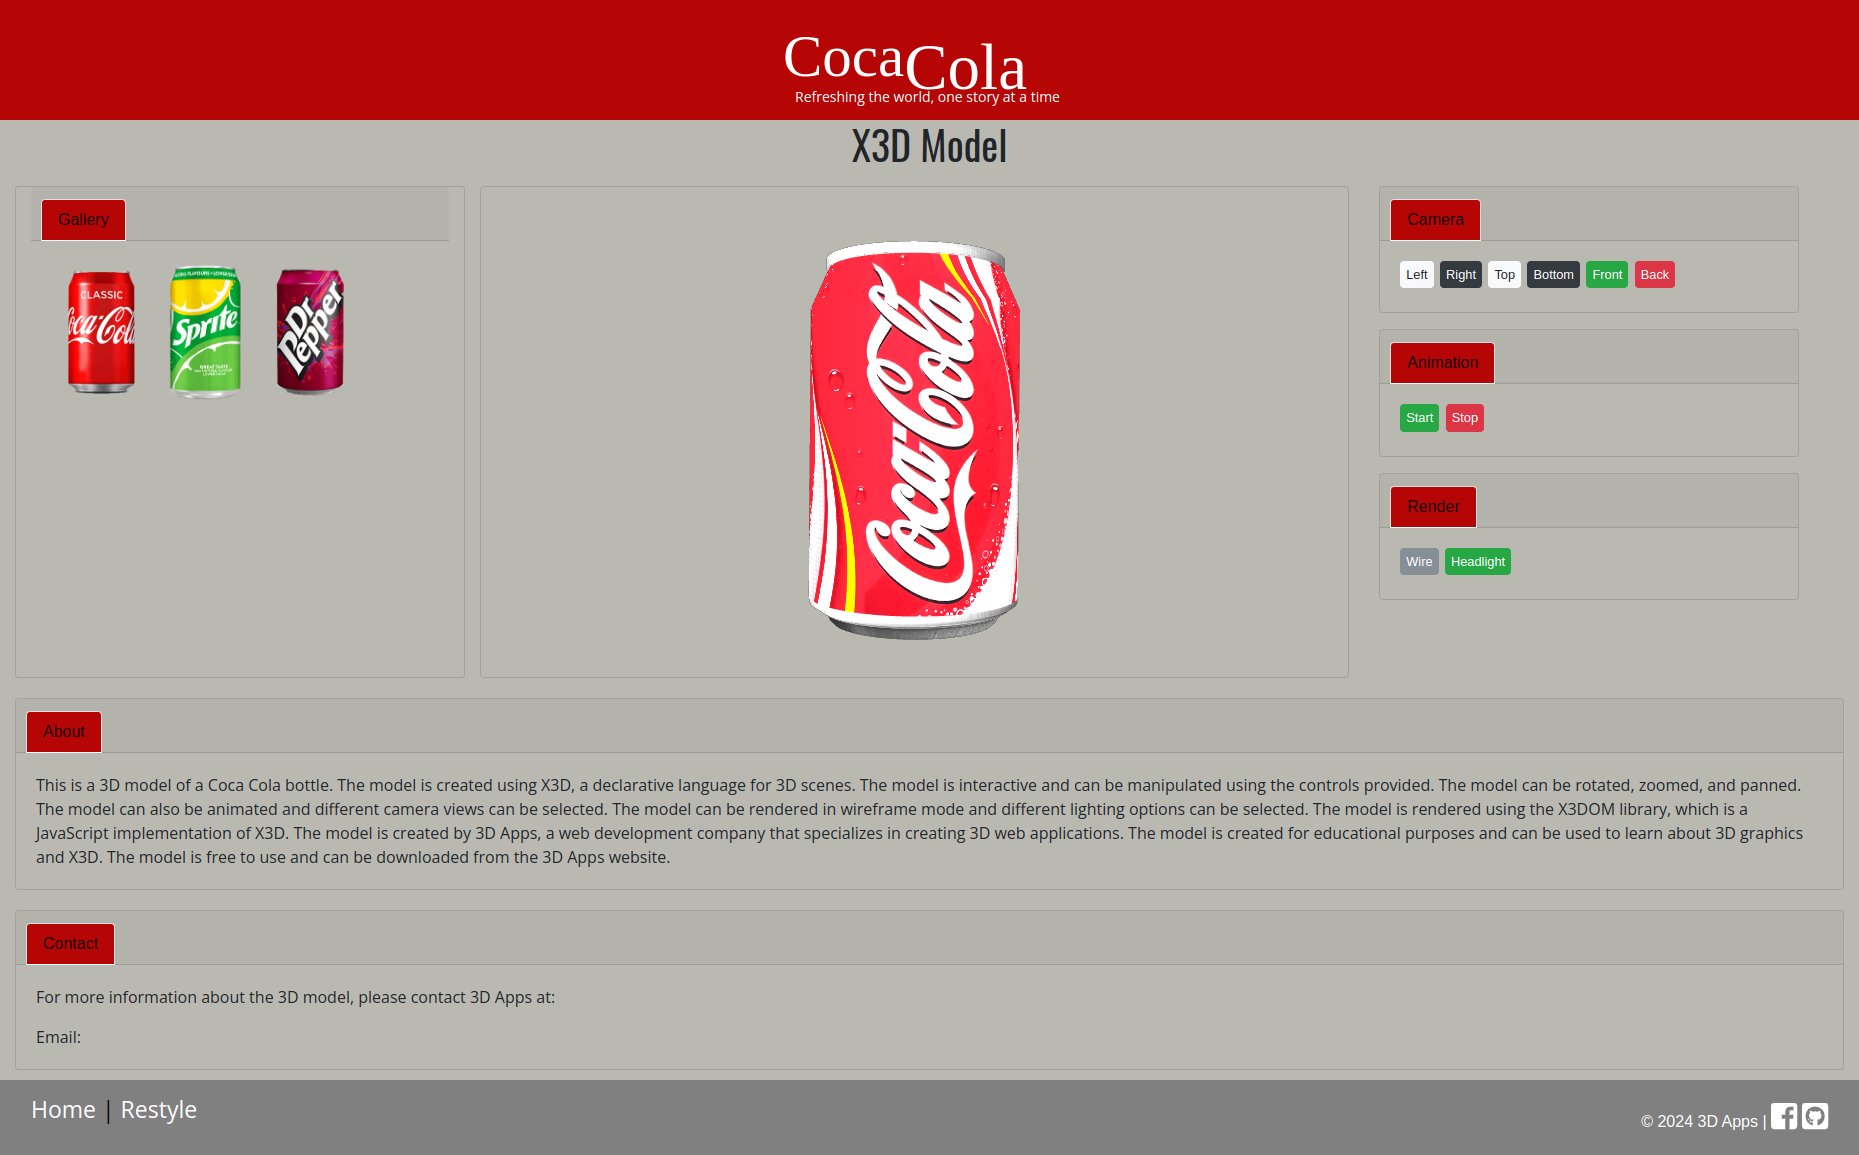 CocaCola
Refreshing the world, one story at a time
X3D Model
Gallery
CLASSIC
Coca-Cola
Sprite
GREAT TASTE
Dr
Pepper
Coca-Cola
Camera
Left Right Top Bottom Front Back
Animation
Start Stop
Render
Wire Headlight
About
This is a 3D model of a Coca Cola bottle. The model is created using X3D, a declarative language for 3D scenes. The model is interactive and can be manipulated using the controls provided. The model can be rotated, zoomed, and panned.
The model can also be animated and different camera views can be selected. The model can be rendered in wireframe mode and different lighting options can be selected. The model is rendered using the X3DOM library, which is a
JavaScript implementation of X3D. The model is created by 3D Apps, a web development company that specializes in creating 3D web applications. The model is created for educational purposes and can be used to learn about 3D graphics
and X3D. The model is free to use and can be downloaded from the 3D Apps website.
Contact
For more information about the 3D model, please contact 3D Apps at:
Email:
Home | Restyle
© 2024 3D Apps |